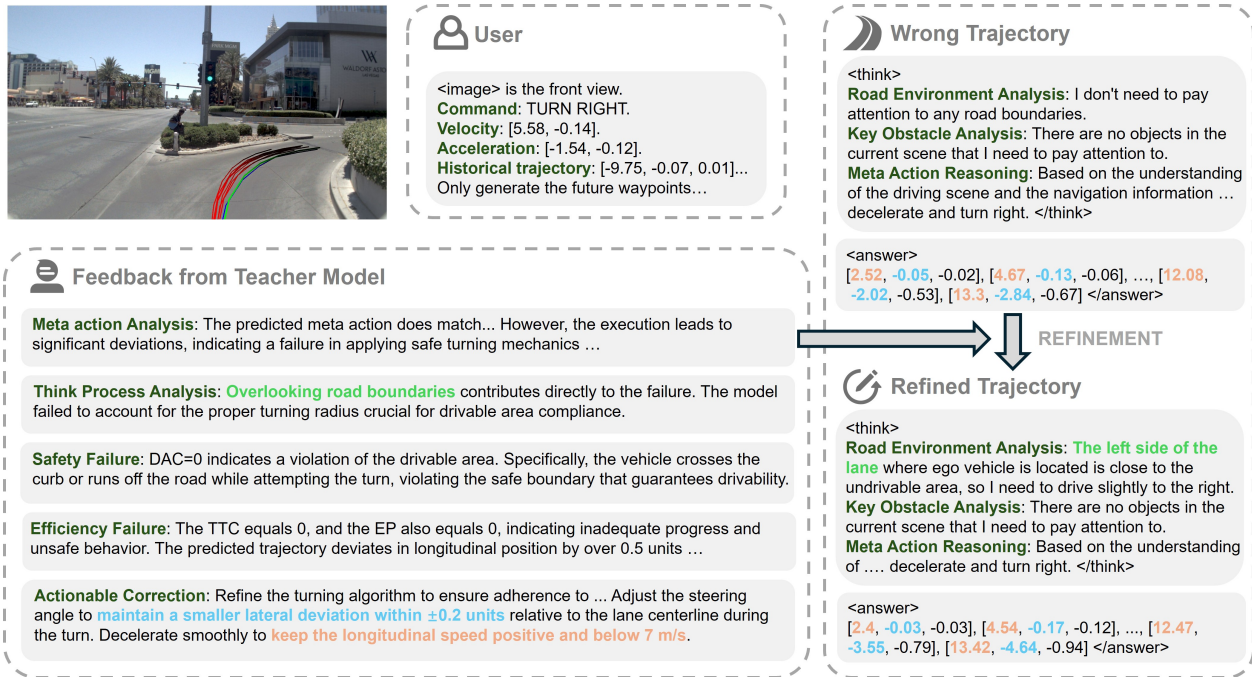 WALDORF ASTORIA
User
<image> is the front view.
Command: TURN RIGHT.
Velocity: [5.58, -0.14].
Acceleration: [-1.54, -0.12].
Historical trajectory: [-9.75, -0.07, 0.01]...
Only generate the future waypoints…
Feedback from Teacher Model
Meta action Analysis: The predicted meta action does match... However, the execution leads to
significant deviations, indicating a failure in applying safe turning mechanics …
Think Process Analysis: Overlooking road boundaries contributes directly to the failure. The model
failed to account for the proper turning radius crucial for drivable area compliance.
Safety Failure: DAC=0 indicates a violation of the drivable area. Specifically, the vehicle crosses the
curb or runs off the road while attempting the turn, violating the safe boundary that guarantees drivability.
Efficiency Failure: The TTC equals 0, and the EP also equals 0, indicating inadequate progress and
unsafe behavior. The predicted trajectory deviates in longitudinal position by over 0.5 units …
Actionable Correction: Refine the turning algorithm to ensure adherence to ... Adjust the steering
angle to maintain a smaller lateral deviation within ±0.2 units relative to the lane centerline during
the turn. Decelerate smoothly to keep the longitudinal speed positive and below 7 m/s.
Wrong Trajectory
<think>
Road Environment Analysis: I don't need to pay
attention to any road boundaries.
Key Obstacle Analysis: There are no objects in the
current scene that I need to pay attention to.
Meta Action Reasoning: Based on the understanding
of the driving scene and the navigation information …
decelerate and turn right. </think>
<answer>
[2.52, -0.05, -0.02], [4.67, -0.13, -0.06], …, [12.08,
-2.02, -0.53], [13.3, -2.84, -0.67] </answer>
REFINEMENT
Refined Trajectory
<think>
Road Environment Analysis: The left side of the
lane where ego vehicle is located is close to the
undrivable area, so I need to drive slightly to the right.
Key Obstacle Analysis: There are no objects in the
current scene that I need to pay attention to.
Meta Action Reasoning: Based on the understanding
of …. decelerate and turn right. </think>
<answer>
[2.4, -0.03, -0.03], [4.54, -0.17, -0.12], ..., [12.47,
-3.55, -0.79], [13.42, -4.64, -0.94] </answer>